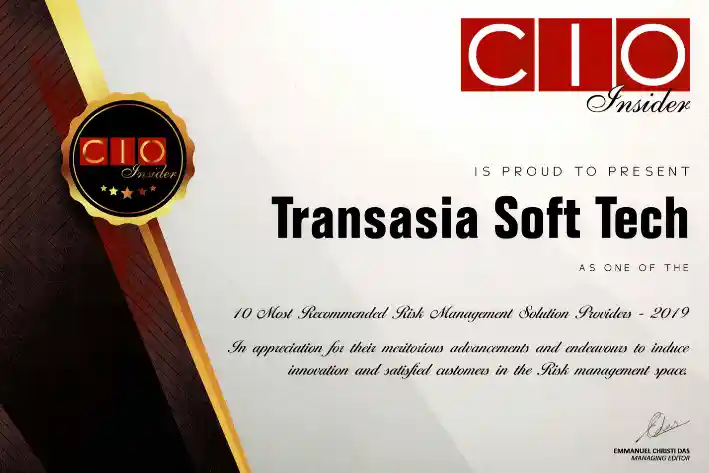 CIO
Insider
CIO
Insider
IS PROUD TO PRESENT
Transasia Soft Tech
AS ONE OF THE
10 Most Recommended Risk Management Solution Providers - 2019
In appreciation for their meritorious advancements and endeavours to induce
innovation and satisfied customers in the Risk management space.
EMMANUEL CHRISTI DAS
MANAGING EDITOR